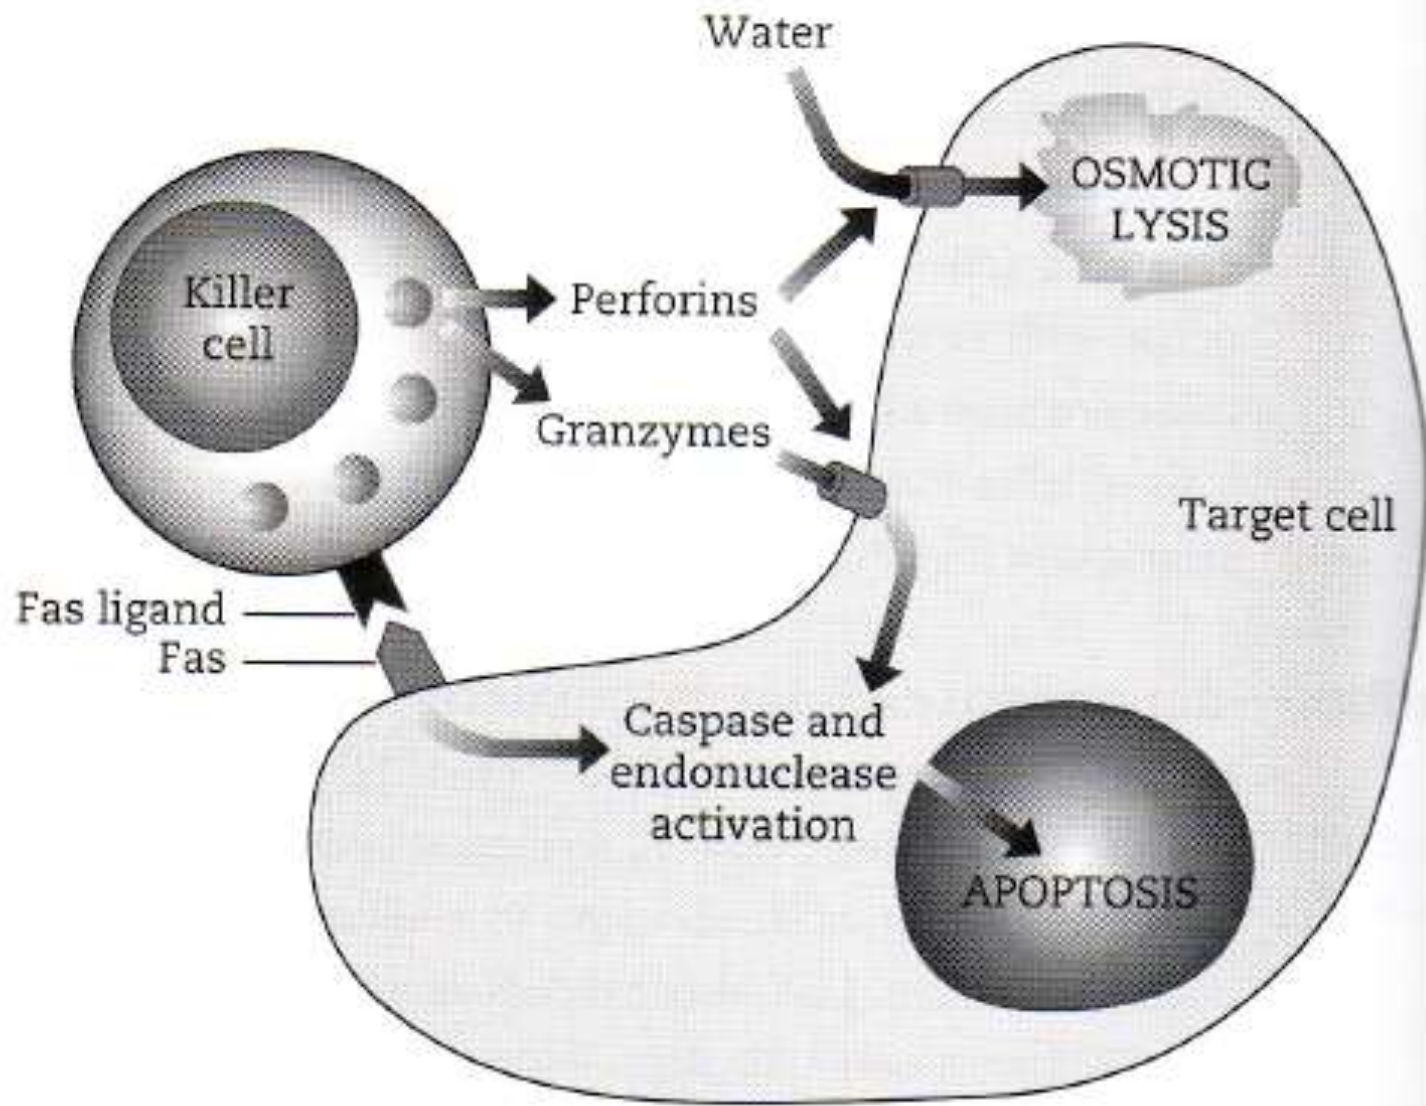 Water
OSMOTIC
LYSIS
Killer
cell
Perforins
Granzymes
Target cell
Fas ligand
Fas
Caspase and
endonuclease
activation
APOPTOSIS